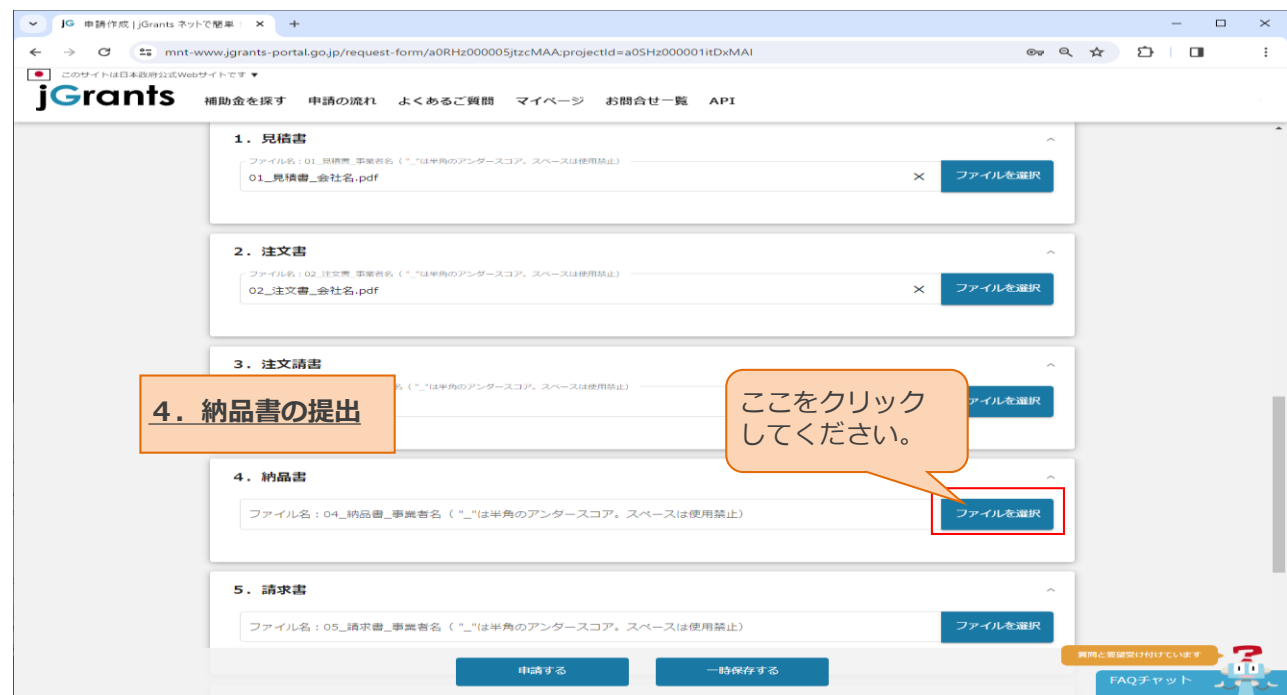 jG 申請作成 | jGrants ネットで簡単！
mnt-www.jgrants-portal.go.jp/request-form/a0RHz000005jtzcMAA:projectId=a0SHz000001itDxMAI
このサイトは日本政府公式Webサイトです ▼
jGrants 補助金を探す 申請の流れ よくあるご質問 マイページ お問合せ一覧 API
1. 見積書
ファイル名：01_見積書_事業者名（ "_"は半角のアンダースコア。スペースは使用禁止）
01_見積書_会社名.pdf ファイルを選択
2. 注文書
ファイル名：02_注文書_事業者名（ "_"は半角のアンダースコア。スペースは使用禁止）
02_注文書_会社名.pdf ファイルを選択
3. 注文請書
（ "_"は半角のアンダースコア。スペースは使用禁止）
ァイルを選択
４．納品書の提出
ここをクリック
してください。
4. 納品書
ファイル名：04_納品書_事業者名（ "_"は半角のアンダースコア。スペースは使用禁止） ファイルを選択
5. 請求書
ファイル名：05_請求書_事業者名（ "_"は半角のアンダースコア。スペースは使用禁止） ファイルを選択
申請する 一時保存する
質問と要望受け付けています
FAQチャット